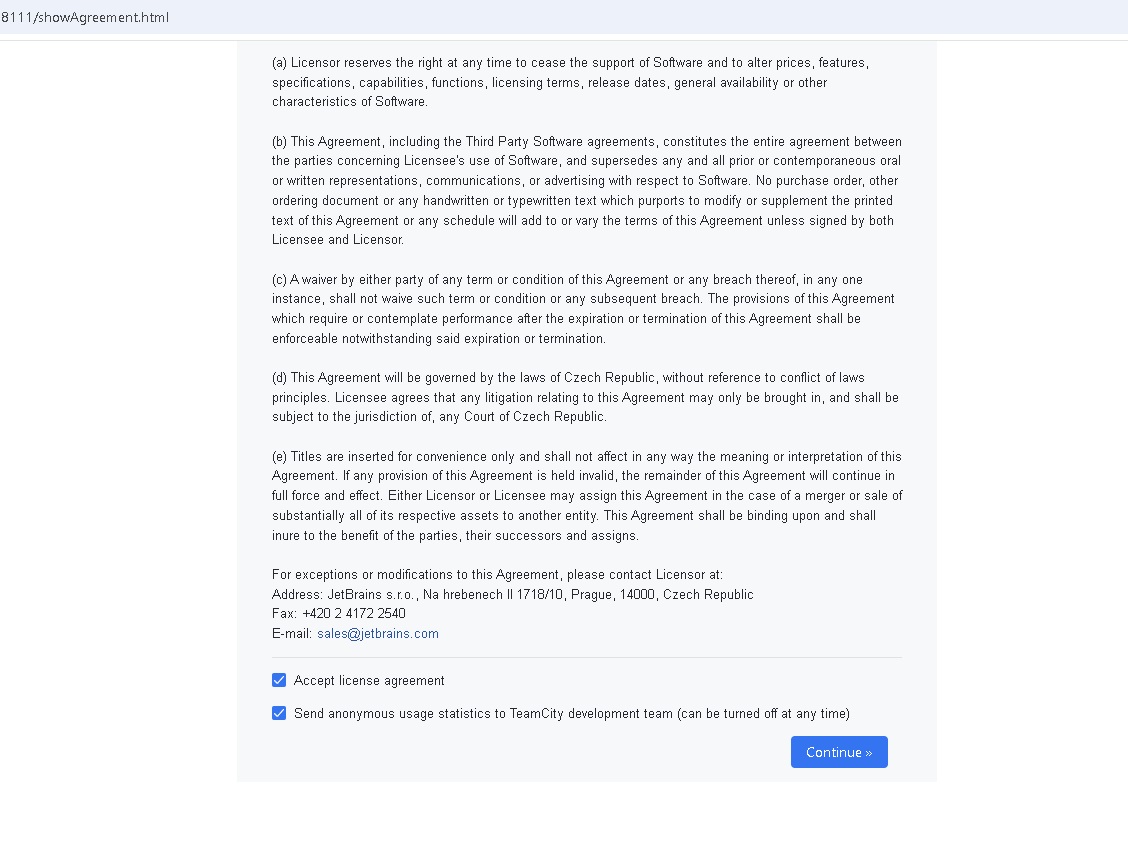 8111/showAgreement.html
(a) Licensor reserves the right at any time to cease the support of Software and to alter prices, features,
specifications, capabilities, functions, licensing terms, release dates, general availability or other
characteristics of Software.
(b) This Agreement, including the Third Party Software agreements, constitutes the entire agreement between
the parties concerning Licensee's use of Software, and supersedes any and all prior or contemporaneous oral
or written representations, communications, or advertising with respect to Software. No purchase order, other
ordering document or any handwritten or typewritten text which purports to modify or supplement the printed
text of this Agreement or any schedule will add to or vary the terms of this Agreement unless signed by both
Licensee and Licensor.
(c) A waiver by either party of any term or condition of this Agreement or any breach thereof, in any one
instance, shall not waive such term or condition or any subsequent breach. The provisions of this Agreement
which require or contemplate performance after the expiration or termination of this Agreement shall be
enforceable notwithstanding said expiration or termination.
(d) This Agreement will be governed by the laws of Czech Republic, without reference to conflict of laws
principles. Licensee agrees that any litigation relating to this Agreement may only be brought in, and shall be
subject to the jurisdiction of, any Court of Czech Republic.
(e) Titles are inserted for convenience only and shall not affect in any way the meaning or interpretation of this
Agreement. If any provision of this Agreement is held invalid, the remainder of this Agreement will continue in
full force and effect. Either Licensor or Licensee may assign this Agreement in the case of a merger or sale of
substantially all of its respective assets to another entity. This Agreement shall be binding upon and shall
inure to the benefit of the parties, their successors and assigns.
For exceptions or modifications to this Agreement, please contact Licensor at:
Address: JetBrains s.r.o., Na hrebenech II 1718/10, Prague, 14000, Czech Republic
Fax: +420 2 4172 2540
E-mail: sales@jetbrains.com
Accept license agreement
Send anonymous usage statistics to TeamCity development team (can be turned off at any time)
Continue »